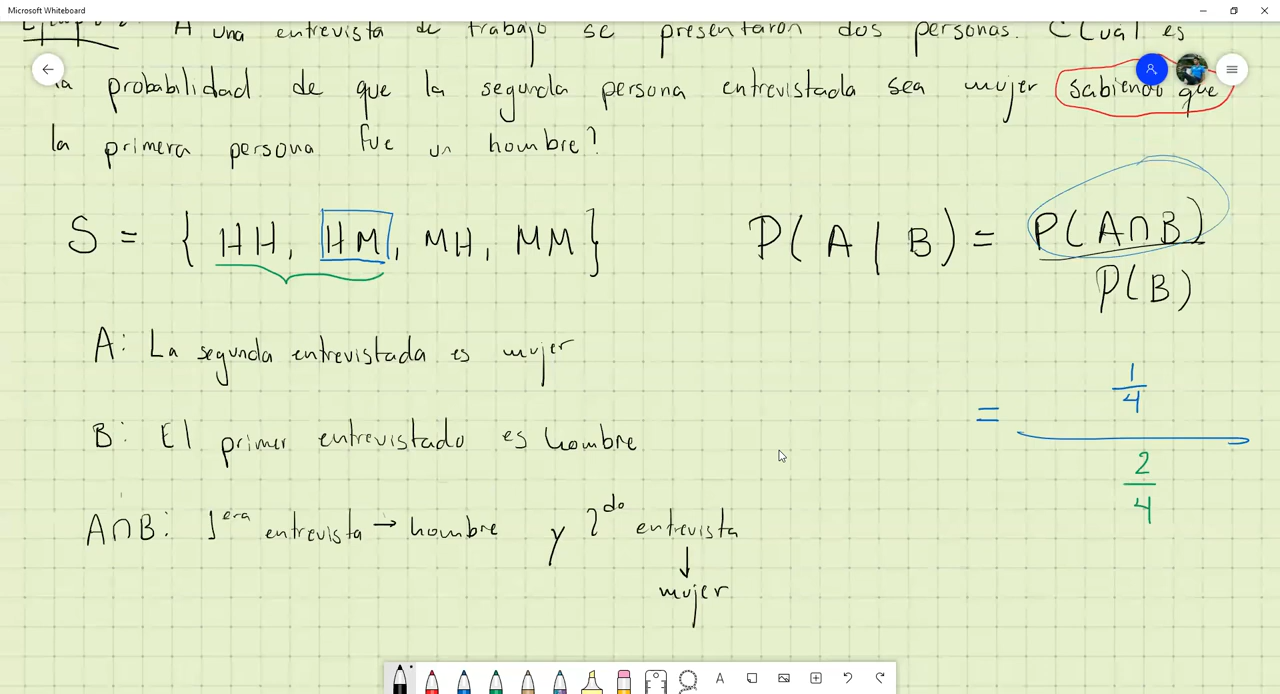 Microsoft Whiteboard
A una entrevista de trabajo se presentaron dos personas. ¿Cuál es
la probabilidad de que la segunda persona entrevistada sea mujer sabiendo que
la primera persona fue un hombre?
S = { HH, HM, MH, MM}
P(A | B) = P(A∩B) / P(B)
A: La segunda entrevistada es mujer
= 1/4 / 2/4
B: El primer entrevistado es hombre
A∩B: 1era entrevista → hombre y 2do entrevista
↓
mujer
A